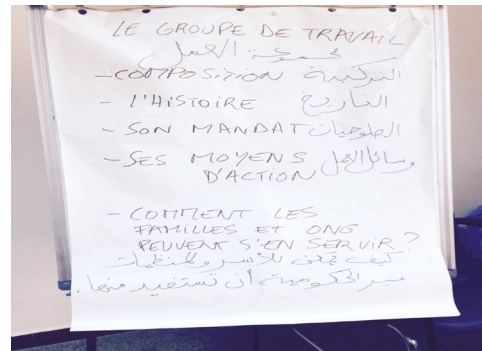 LE GROUPE DE TRAVAIL
مجموعة العمل
- COMPOSITION التركيبة
- L'HISTOIRE التاريخ
- SON MANDAT
- SES MOYENS وسائل العمل
D'ACTION
- COMMENT LES
FAMILLES ET ONG
PEUVENT S'EN SERVIR ?
كيف يمكن للأسر والمنظمات
غير الحكومية أن تستفيد منها.